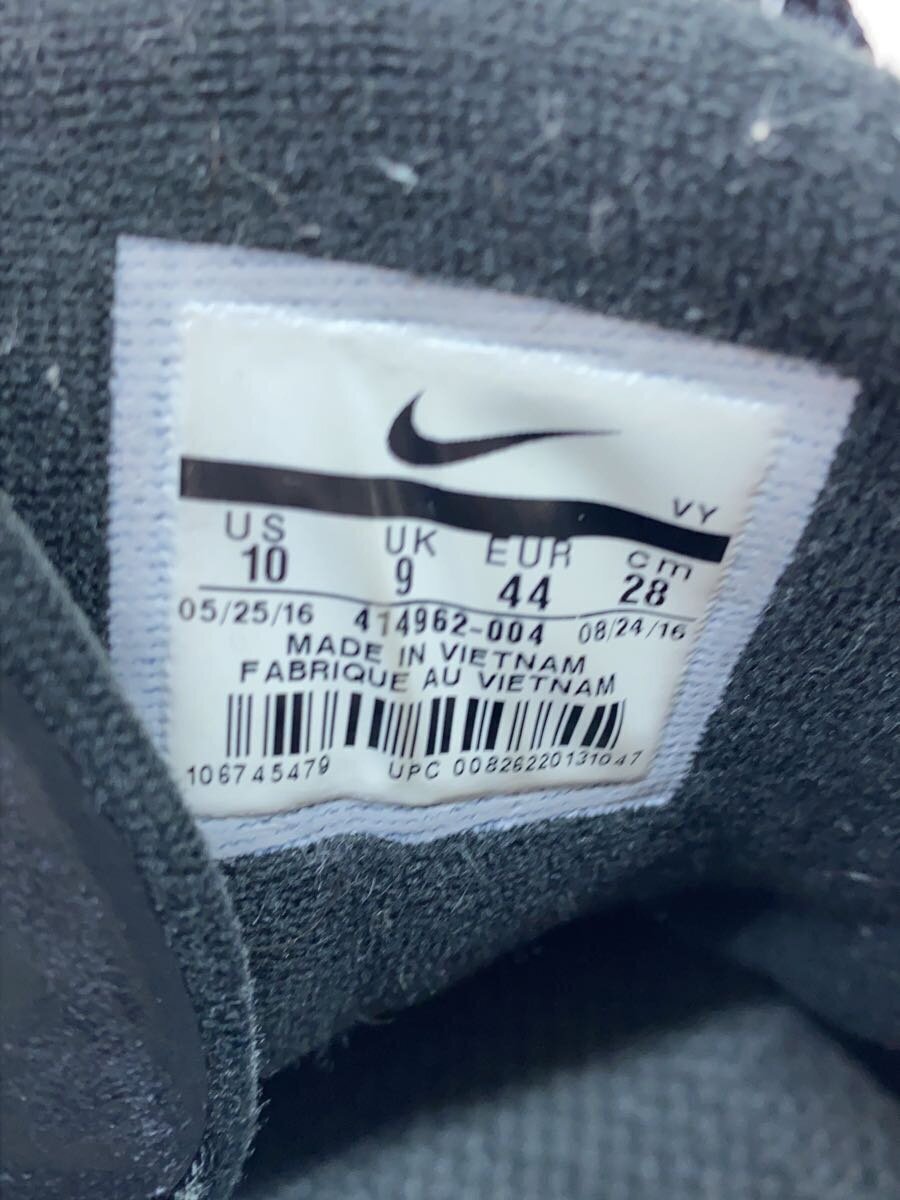 VY
US UK EUR cm
10 9 44 28
05/25/16 414962-004 08/24/16
MADE IN VIETNAM
FABRIQUE AU VIETNAM
106745479 UPC 00826220131047